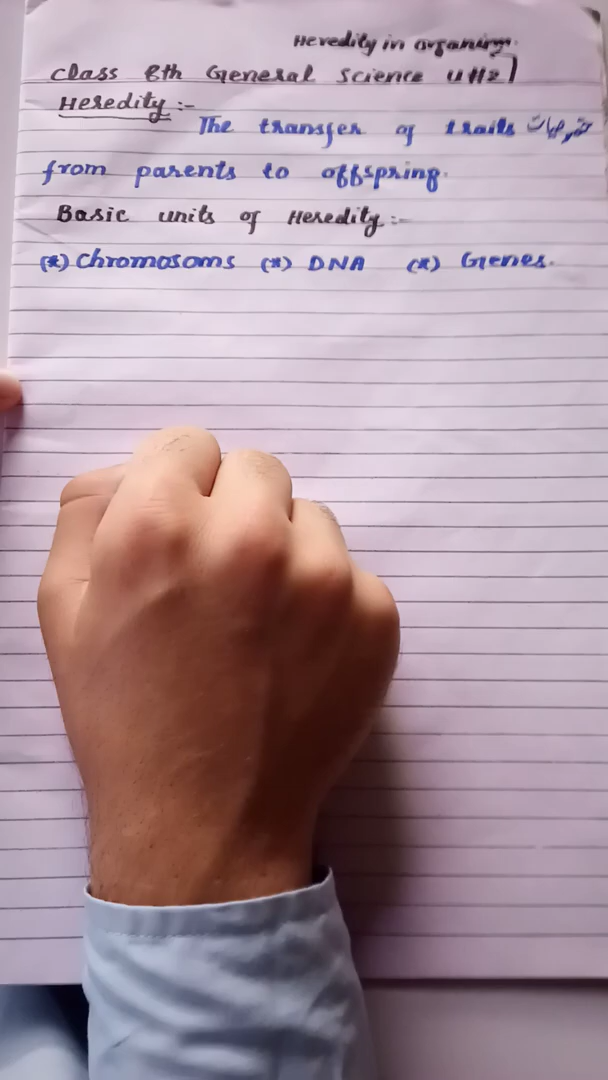 Heredity in organism.
Class 8th General Science U#2
Heredity :-
The transfer of traits
from parents to offspring.
Basic units of Heredity :-
(*) Chromosoms (*) DNA (*) Genes.